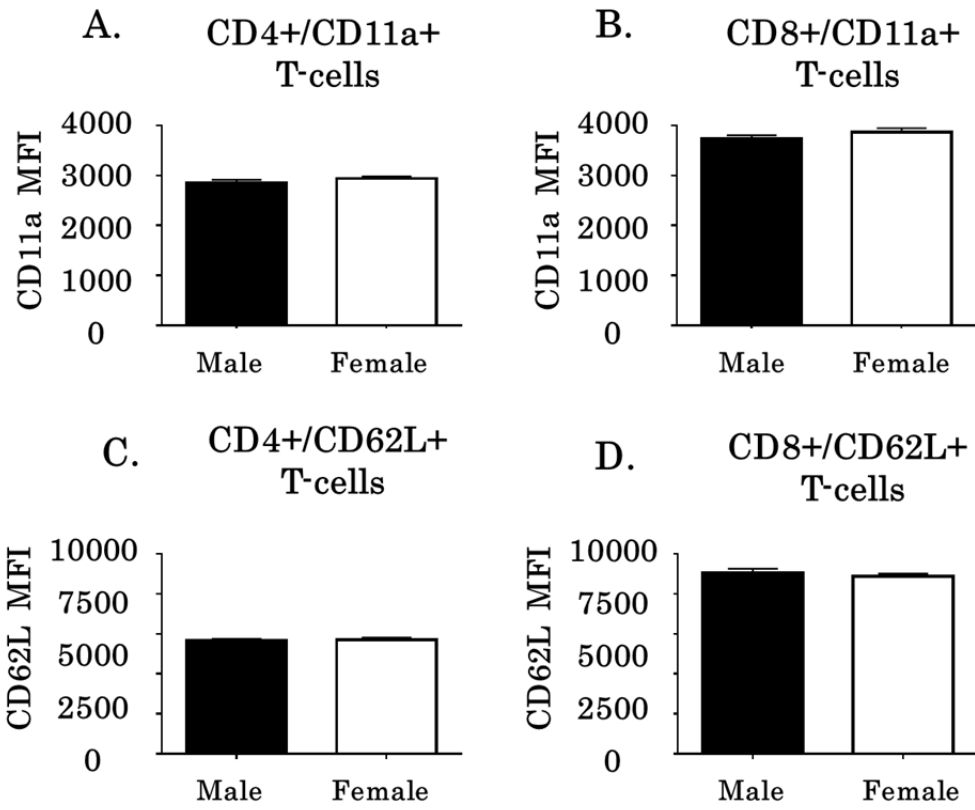 A.
CD4+/CD11a+
T-cells
CD11a MFI
4000
3000
2000
1000
0
Male
Female
B.
CD8+/CD11a+
T-cells
CD11a MFI
4000
3000
2000
1000
0
Male
Female
C.
CD4+/CD62L+
T-cells
CD62L MFI
10000
7500
5000
2500
0
Male
Female
D.
CD8+/CD62L+
T-cells
CD62L MFI
10000
7500
5000
2500
0
Male
Female